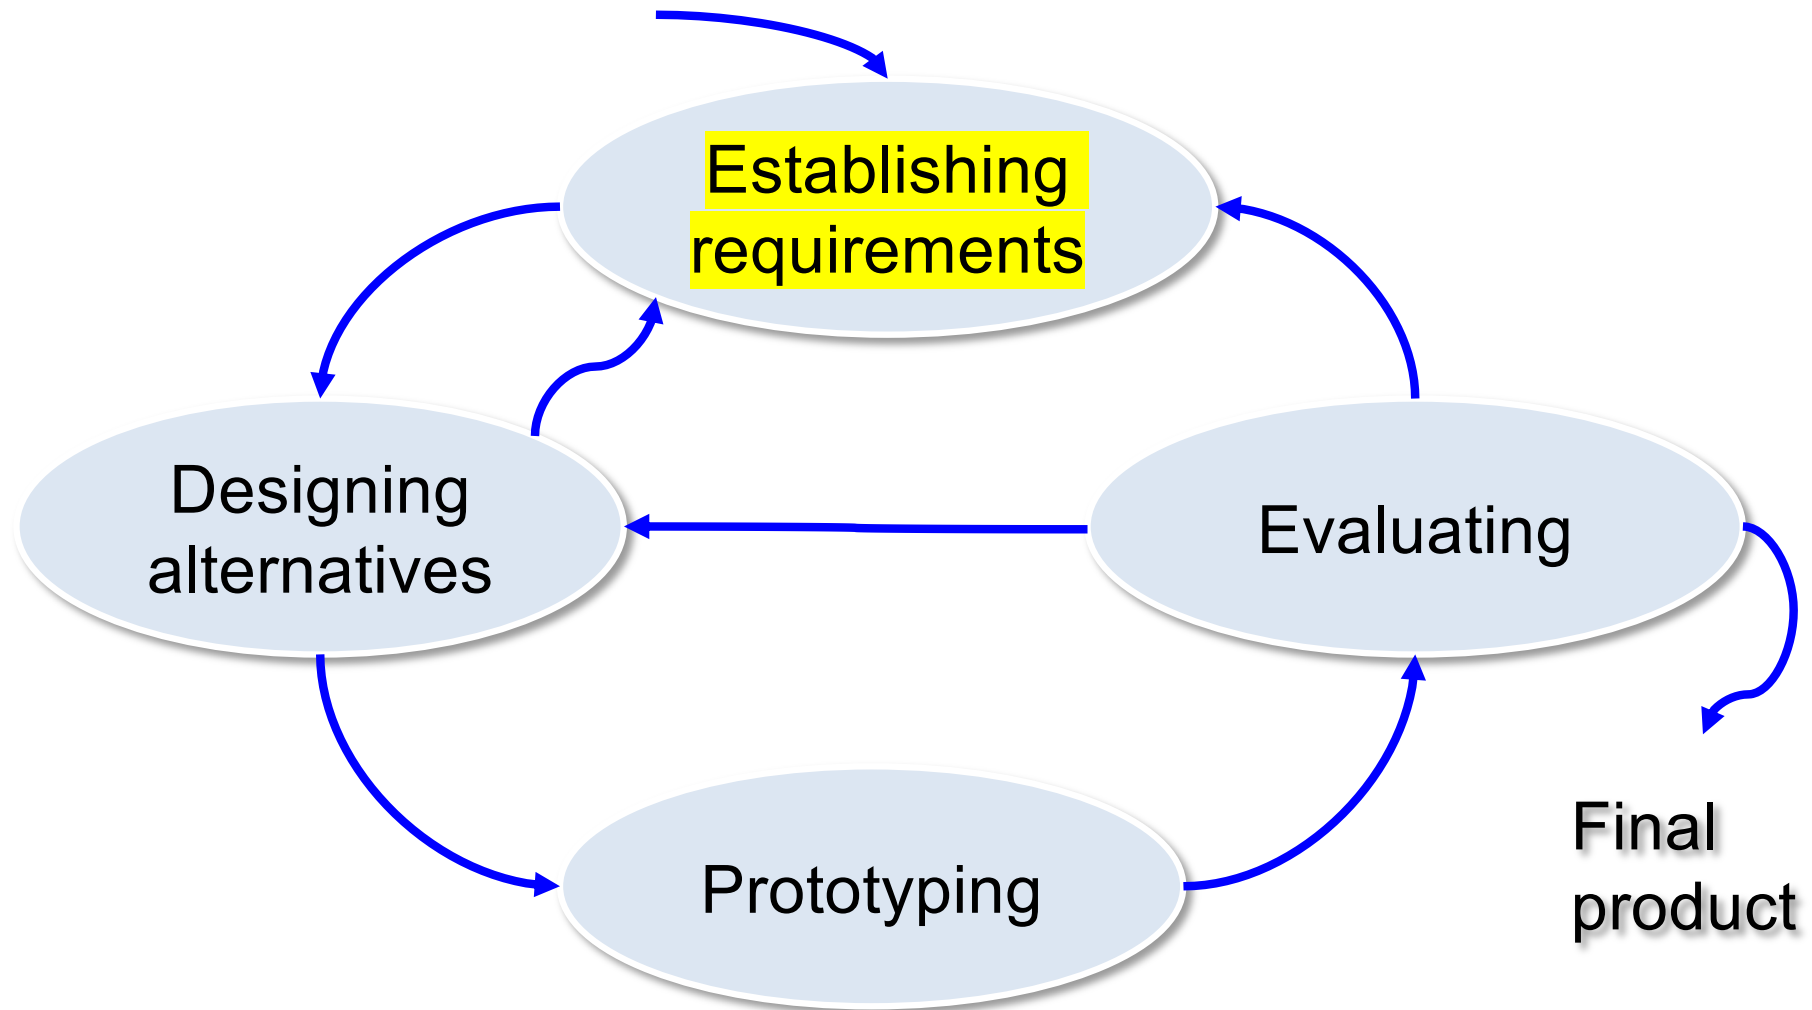 Establishing
requirements
Designing
alternatives
Evaluating
Prototyping
Final
product